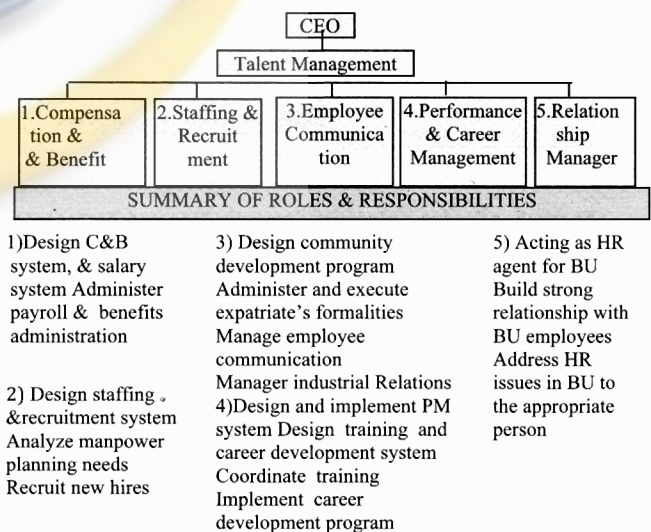 CEO
Talent Management
1.Compensa
tion &
& Benefit
2.Staffing &
Recruit
ment
3.Employee
Communica
tion
4.Performance
& Career
Management
5.Relation
ship
Manager
SUMMARY OF ROLES & RESPONSIBILITIES
1)Design C&B
system, & salary
system Administer
payroll & benefits
administration
2) Design staffing
&recruitment system
Analyze manpower
planning needs
Recruit new hires
3) Design community
development program
Administer and execute
expatriate's formalities
Manage employee
communication
Manager industrial Relations
4)Design and implement PM
system Design training and
career development system
Coordinate training
Implement career
development program
5) Acting as HR
agent for BU
Build strong
relationship with
BU employees
Address HR
issues in BU to
the appropriate
person